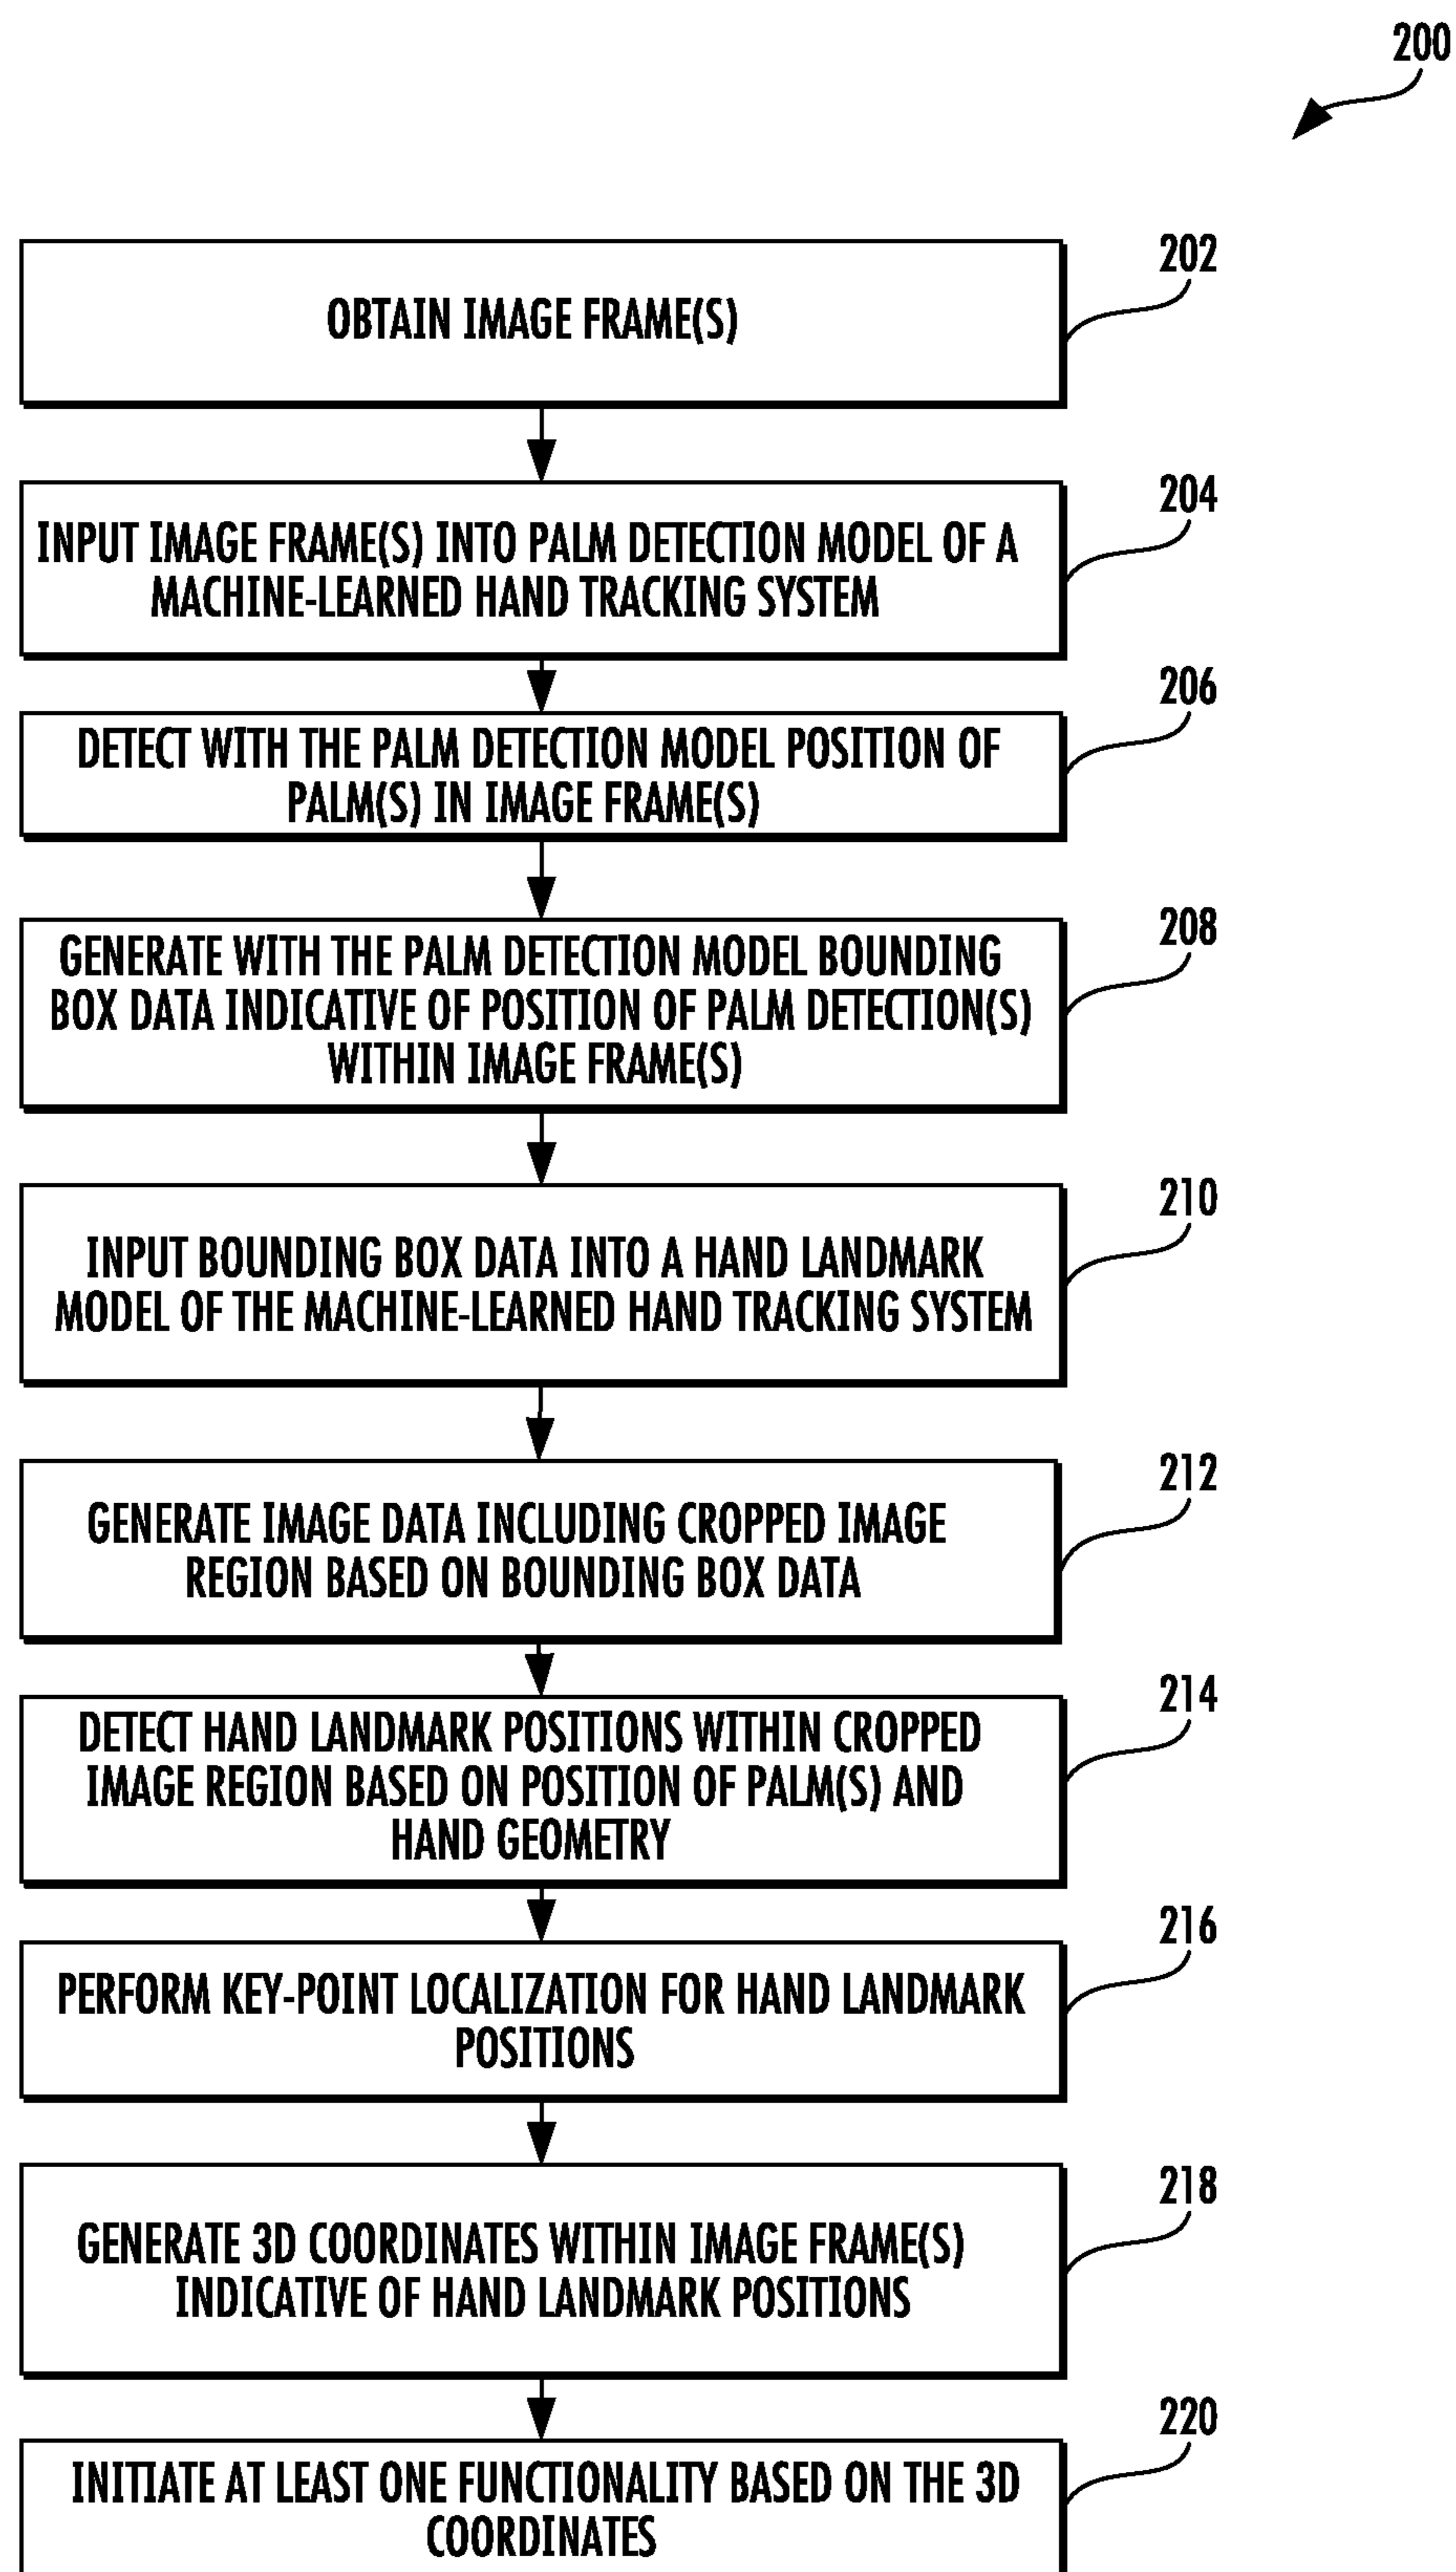 200
202
OBTAIN IMAGE FRAME(S)
204
INPUT IMAGE FRAME(S) INTO PALM DETECTION MODEL OF A
MACHINE-LEARNED HAND TRACKING SYSTEM
206
DETECT WITH THE PALM DETECTION MODEL POSITION OF
PALM(S) IN IMAGE FRAME(S)
208
GENERATE WITH THE PALM DETECTION MODEL BOUNDING
BOX DATA INDICATIVE OF POSITION OF PALM DETECTION(S)
WITHIN IMAGE FRAME(S)
210
INPUT BOUNDING BOX DATA INTO A HAND LANDMARK
MODEL OF THE MACHINE-LEARNED HAND TRACKING SYSTEM
212
GENERATE IMAGE DATA INCLUDING CROPPED IMAGE
REGION BASED ON BOUNDING BOX DATA
214
DETECT HAND LANDMARK POSITIONS WITHIN CROPPED
IMAGE REGION BASED ON POSITION OF PALM(S) AND
HAND GEOMETRY
216
PERFORM KEY-POINT LOCALIZATION FOR HAND LANDMARK
POSITIONS
218
GENERATE 3D COORDINATES WITHIN IMAGE FRAME(S)
INDICATIVE OF HAND LANDMARK POSITIONS
220
INITIATE AT LEAST ONE FUNCTIONALITY BASED ON THE 3D
COORDINATES